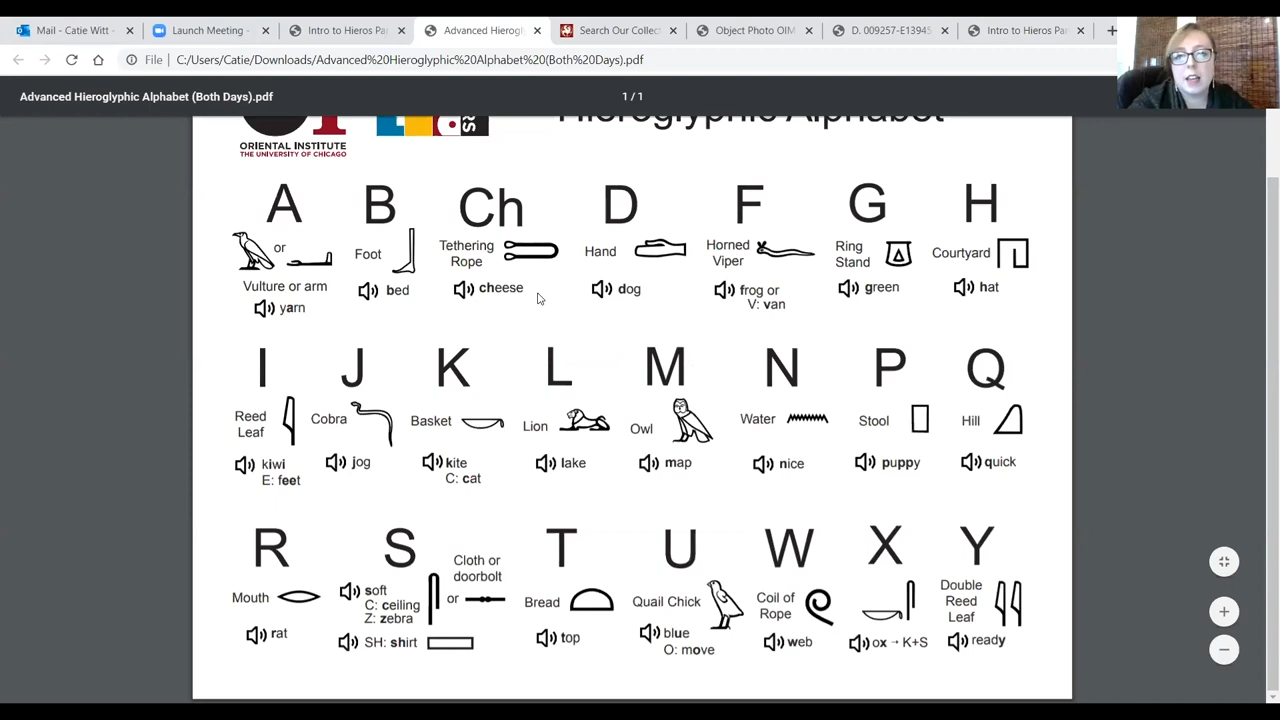 Mail - Catie Witt -
Launch Meeting -
Intro to Hieros Par
Advanced Hierogl
Search Our Collec
Object Photo OIM
D. 009257-E13945
Intro to Hieros Par
File | C:/Users/Catie/Downloads/Advanced%20Hieroglyphic%20Alphabet%20(Both%20Days).pdf
Advanced Hieroglyphic Alphabet (Both Days).pdf
1 / 1
Hieroglyphic Alphabet
ORIENTAL INSTITUTE
THE UNIVERSITY OF CHICAGO
A B Ch D F G H
or
Vulture or arm
yarn
Foot
bed
Tethering
Rope
cheese
Hand
dog
Horned
Viper
frog or
V: van
Ring
Stand
green
Courtyard
hat
I J K L M N P Q
Reed
Leaf
kiwi
E: feet
Cobra
jog
Basket
kite
C: cat
Lion
lake
Owl
map
Water
nice
Stool
puppy
Hill
quick
R S T U W X Y
Mouth
rat
soft
C: ceiling
Z: zebra
SH: shirt
Cloth or
doorbolt
or
Bread
top
Quail Chick
blue
O: move
Coil of
Rope
web
ox → K+S
Double
Reed
Leaf
ready